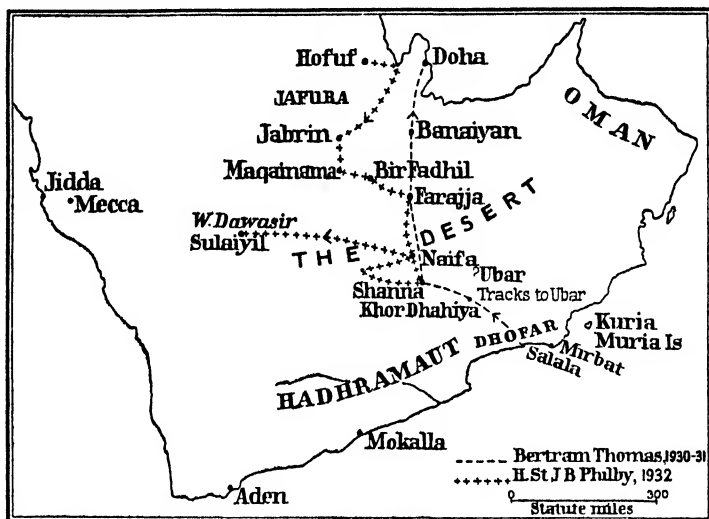 Hofuf
Doha
JAFURA
OMAN
Jabrin
Banaiyan
Maqainama
Bir Fadhil
Jidda
Mecca
Farajja
W. Dawasir
Sulaiyil
THE DESERT
Naifa
?Ubar
Shanna
Tracks to Ubar
Khor Dhahiya
Kuria
Muria Is
DHOFAR
Mirbat
Salala
HADHRAMAUT
Mokalla
Aden
Bertram Thomas, 1930-31
H. St J B Philby, 1932
0 300
Statute miles